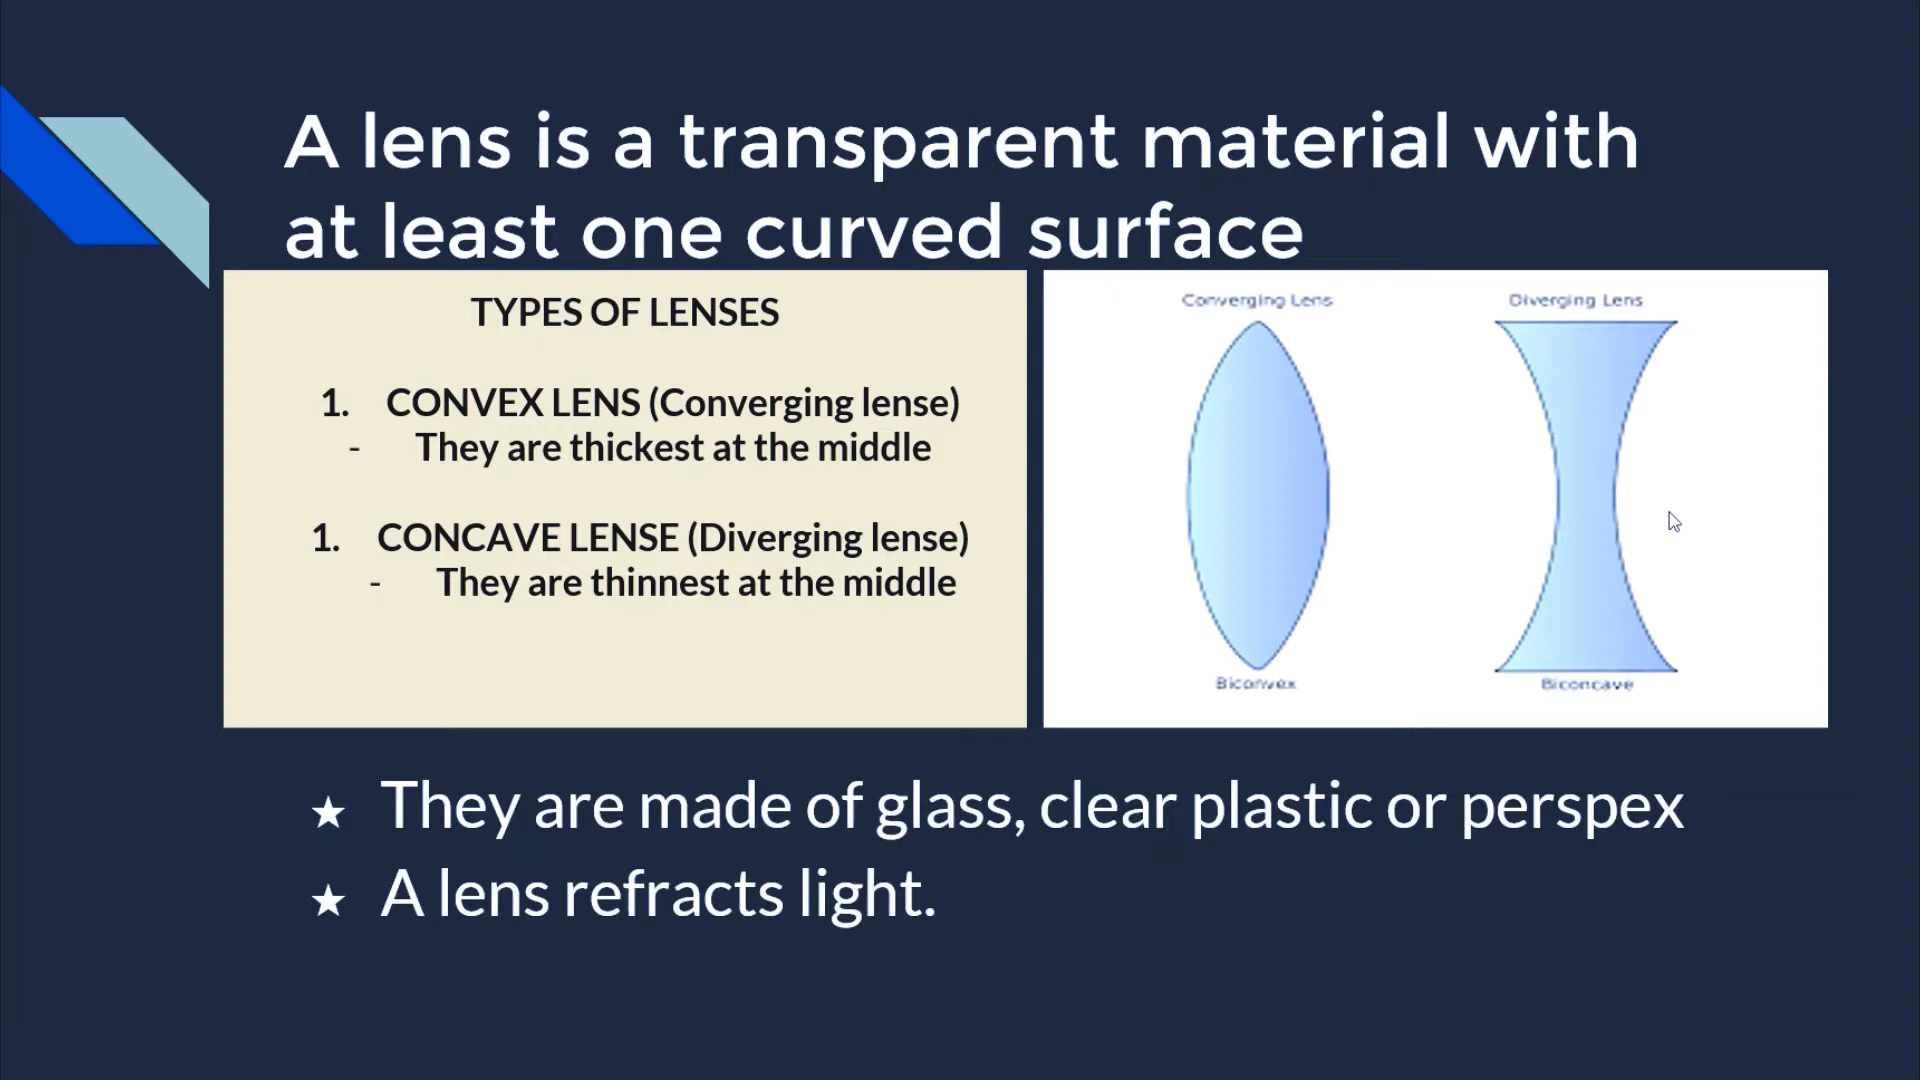 A lens is a transparent material with
at least one curved surface
TYPES OF LENSES
1. CONVEX LENS (Converging lense)
- They are thickest at the middle
1. CONCAVE LENSE (Diverging lense)
- They are thinnest at the middle
Converging Lens
Diverging Lens
Biconvex
Biconcave
★ They are made of glass, clear plastic or perspex
★ A lens refracts light.